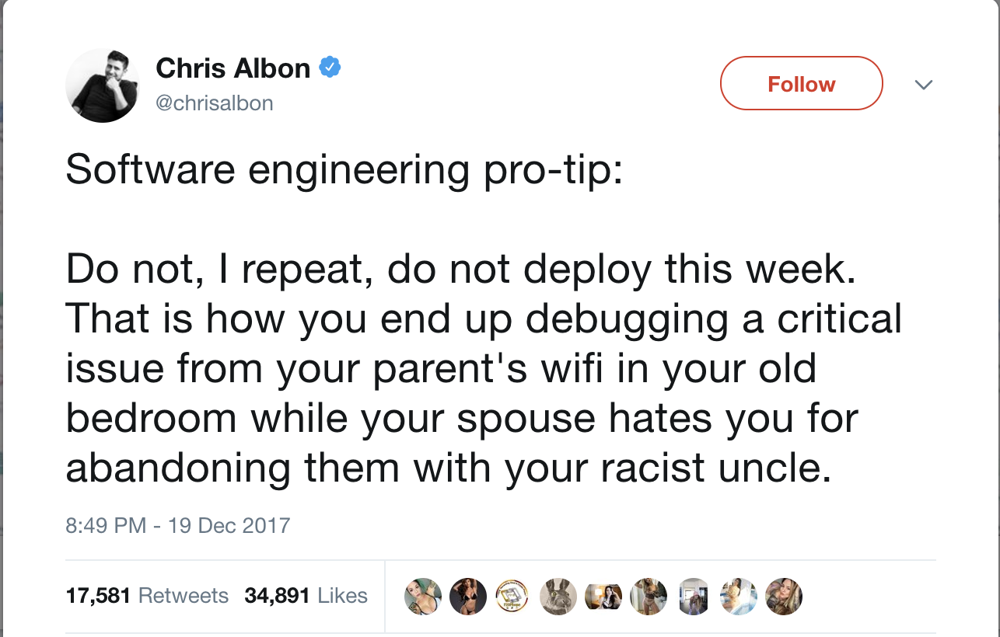 Chris Albon
@chrisalbon
Follow
Software engineering pro-tip:
Do not, I repeat, do not deploy this week.
That is how you end up debugging a critical
issue from your parent's wifi in your old
bedroom while your spouse hates you for
abandoning them with your racist uncle.
8:49 PM - 19 Dec 2017
17,581 Retweets 34,891 Likes